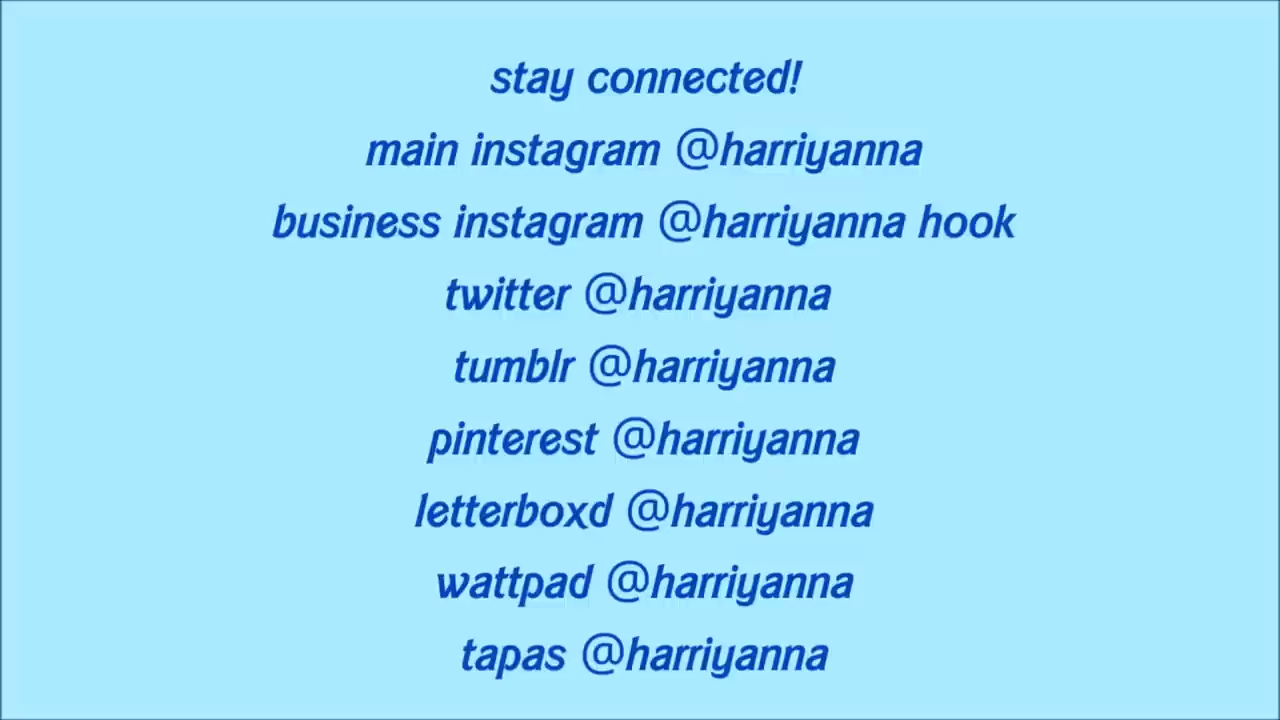 stay connected!
main instagram @harriyanna
business instagram @harriyanna hook
twitter @harriyanna
tumblr @harriyanna
pinterest @harriyanna
letterboxd @harriyanna
wattpad @harriyanna
tapas @harriyanna